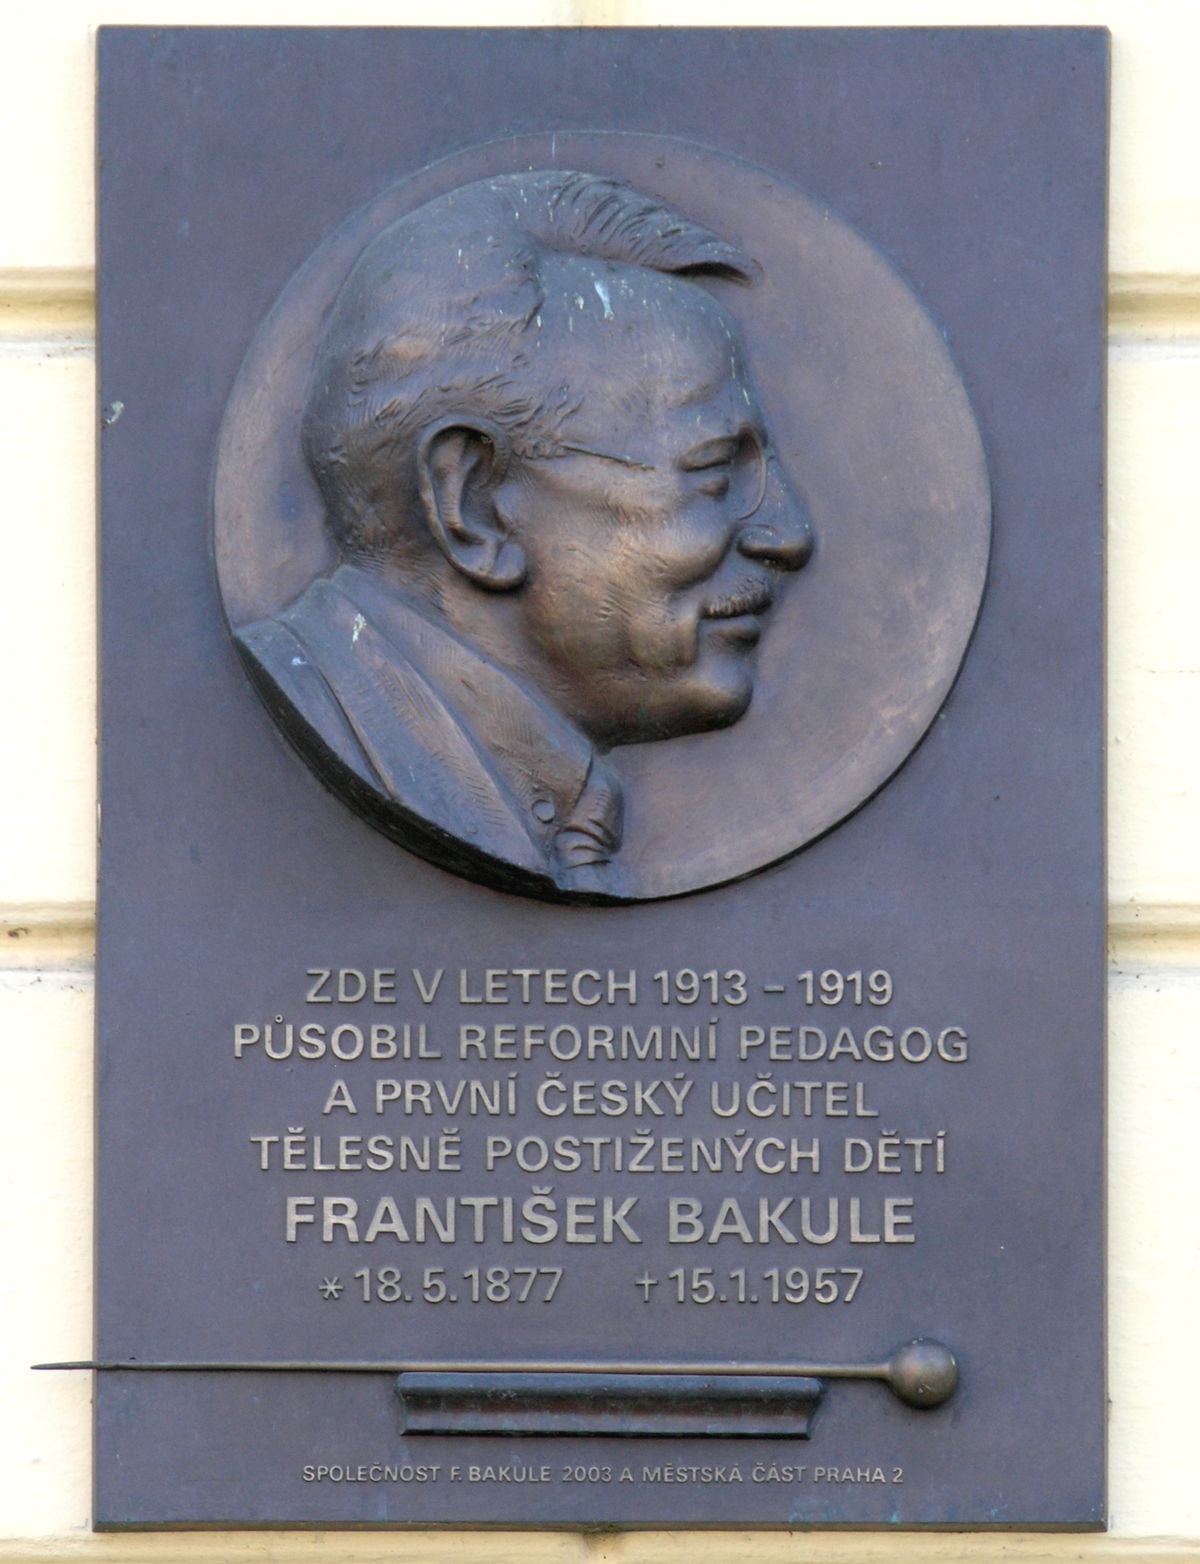 ZDE V LETECH 1913 - 1919
PŮSOBIL REFORMNÍ PEDAGOG
A PRVNÍ ČESKÝ UČITEL
TĚLESNĚ POSTIŽENÝCH DĚTÍ
FRANTIŠEK BAKULE
*18.5.1877 †15.1.1957
SPOLEČNOST F. BAKULE 2003 A MĚSTSKÁ ČÁST PRAHA 2